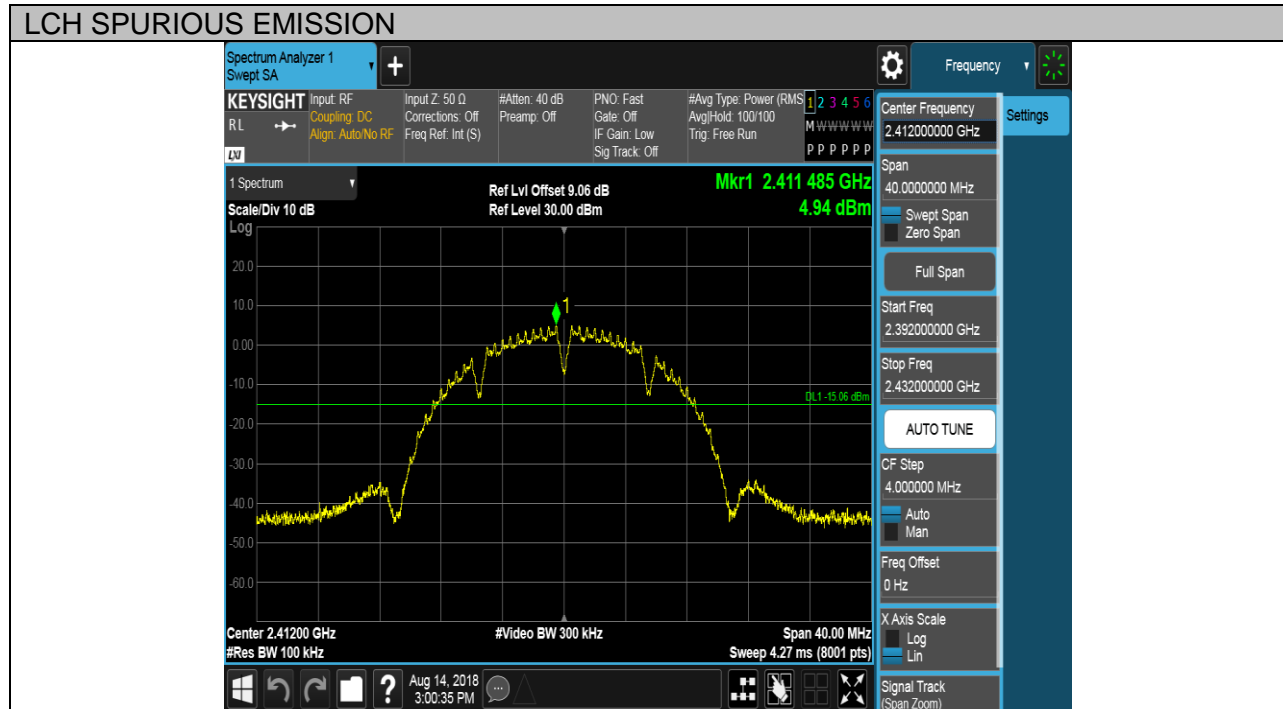 LCH SPURIOUS EMISSION
Spectrum Analyzer 1
Swept SA
+
Frequency
KEYSIGHT
RL
LXI
Input: RF
Coupling: DC
Align: Auto/No RF
Input Z: 50 Ω
Corrections: Off
Freq Ref: Int (S)
#Atten: 40 dB
Preamp: Off
PNO: Fast
Gate: Off
IF Gain: Low
Sig Track: Off
#Avg Type: Power (RMS
Avg|Hold: 100/100
Trig: Free Run
1 2 3 4 5 6
M W W W W W
P P P P P P
1 Spectrum
Scale/Div 10 dB
Log
Ref Lvl Offset 9.06 dB
Ref Level 30.00 dBm
Mkr1 2.411 485 GHz
4.94 dBm
20.0
10.0
0.00
-10.0
-20.0
-30.0
-40.0
-50.0
-60.0
1
DL1 -15.06 dBm
Center 2.41200 GHz
#Res BW 100 kHz
#Video BW 300 kHz
Span 40.00 MHz
Sweep 4.27 ms (8001 pts)
?
Aug 14, 2018
3:00:35 PM
Center Frequency
2.412000000 GHz
Settings
Span
40.0000000 MHz
Swept Span
Zero Span
Full Span
Start Freq
2.392000000 GHz
Stop Freq
2.432000000 GHz
AUTO TUNE
CF Step
4.000000 MHz
Auto
Man
Freq Offset
0 Hz
X Axis Scale
Log
Lin
Signal Track
(Span Zoom)